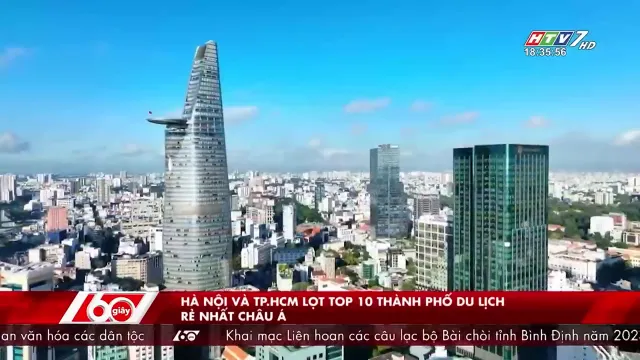 HTV7 HD
18:35:56
60 giây
HÀ NỘI VÀ TP.HCM LỌT TOP 10 THÀNH PHỐ DU LỊCH
RẺ NHẤT CHÂU Á
an văn hóa các dân tộc Khai mạc Liên hoan các câu lạc bộ Bài chòi tỉnh Bình Định năm 202